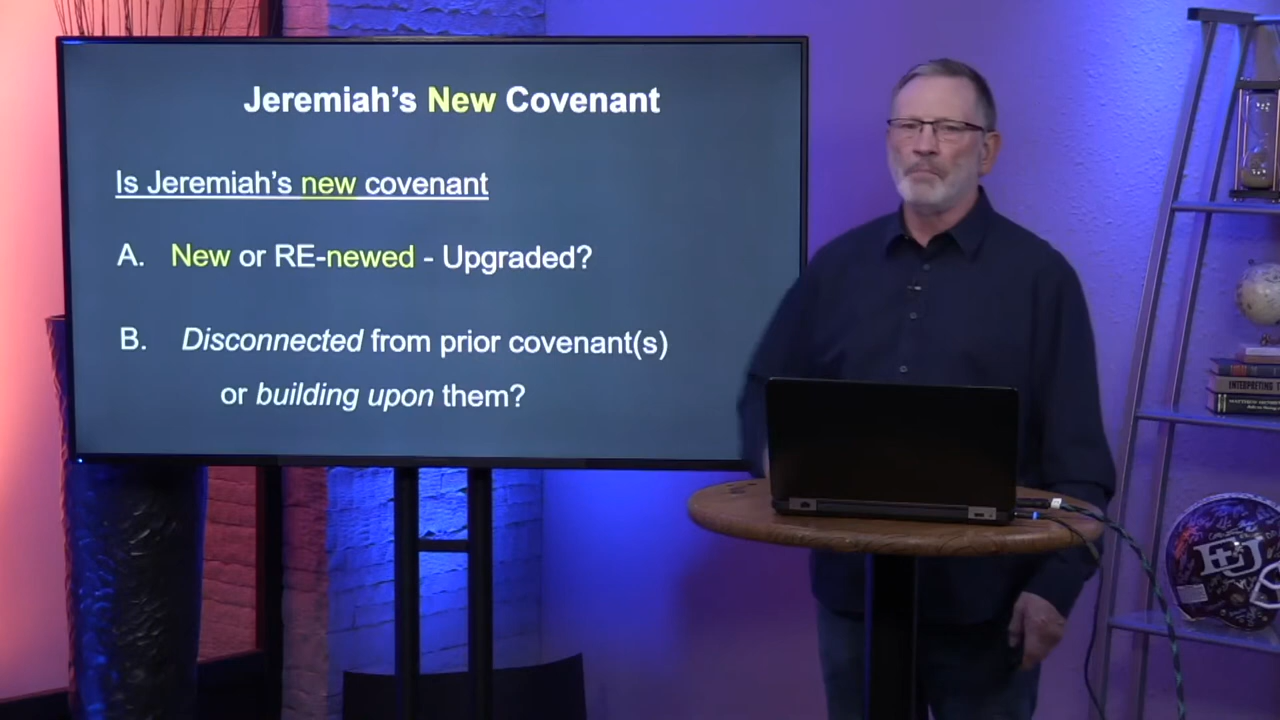 Jeremiah's New Covenant
Is Jeremiah's new covenant
A. New or RE-newed - Upgraded?
B. Disconnected from prior covenant(s)
or building upon them?
INTERPRETING